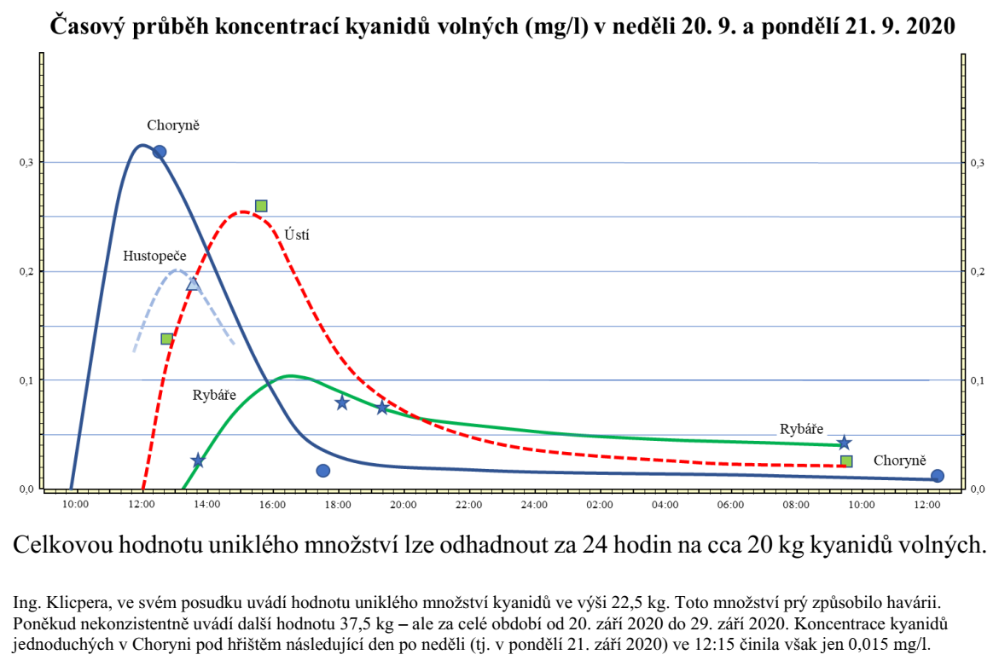 Časový průběh koncentrací kyanidů volných (mg/l) v neděli 20. 9. a pondělí 21. 9. 2020
Choryně
0,3 0,3
Ústí
Hustopeče
0,2 0,2
Rybáře
0,1 0,1
Rybáře
Choryně
0,0 0,0
10:00 12:00 14:00 16:00 18:00 20:00 22:00 24:00 02:00 04:00 06:00 08:00 10:00 12:00
Celkovou hodnotu uniklého množství lze odhadnout za 24 hodin na cca 20 kg kyanidů volných.
Ing. Klicpera, ve svém posudku uvádí hodnotu uniklého množství kyanidů ve výši 22,5 kg. Toto množství prý způsobilo havárii.
Poněkud nekonzistentně uvádí další hodnotu 37,5 kg – ale za celé období od 20. září 2020 do 29. září 2020. Koncentrace kyanidů
jednoduchých v Choryni pod hřištěm následující den po neděli (tj. v pondělí 21. září 2020) ve 12:15 činila však jen 0,015 mg/l.